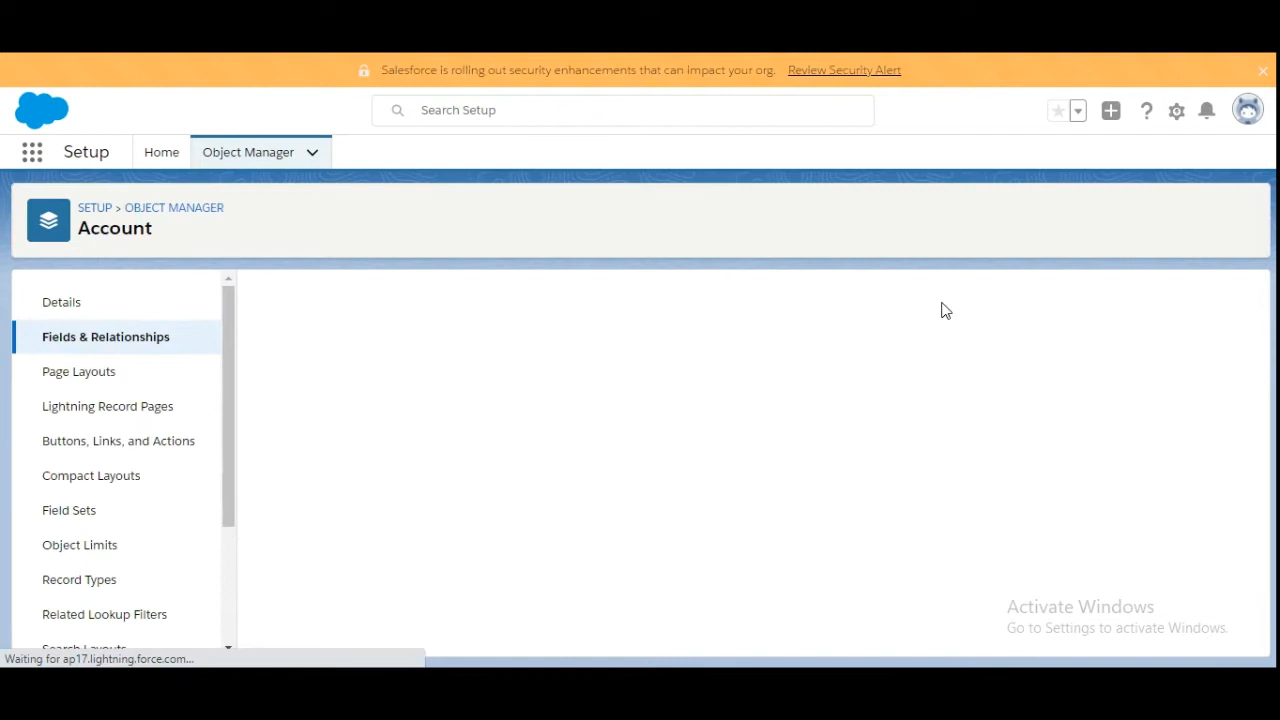 Salesforce is rolling out security enhancements that can impact your org. Review Security Alert
Search Setup
Setup
Home
Object Manager
SETUP > OBJECT MANAGER
Account
Details
Fields & Relationships
Page Layouts
Lightning Record Pages
Buttons, Links, and Actions
Compact Layouts
Field Sets
Object Limits
Record Types
Related Lookup Filters
Search Layouts
Activate Windows
Go to Settings to activate Windows.
Waiting for ap17.lightning.force.com...